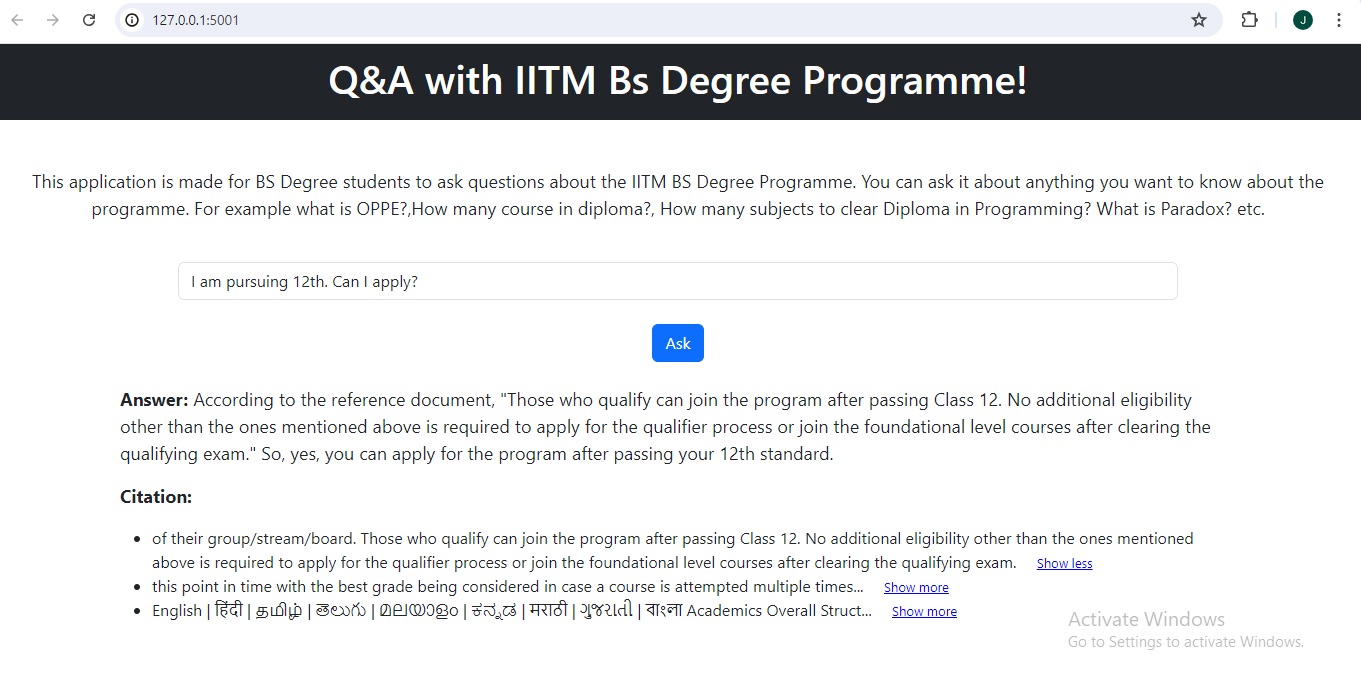 127.0.0.1:5001
J
Q&A with IITM Bs Degree Programme!
This application is made for BS Degree students to ask questions about the IITM BS Degree Programme. You can ask it about anything you want to know about the
programme. For example what is OPPE?,How many course in diploma?, How many subjects to clear Diploma in Programming? What is Paradox? etc.
I am pursuing 12th. Can I apply?
Ask
Answer: According to the reference document, "Those who qualify can join the program after passing Class 12. No additional eligibility
other than the ones mentioned above is required to apply for the qualifier process or join the foundational level courses after clearing the
qualifying exam." So, yes, you can apply for the program after passing your 12th standard.
Citation:
• of their group/stream/board. Those who qualify can join the program after passing Class 12. No additional eligibility other than the ones mentioned
above is required to apply for the qualifier process or join the foundational level courses after clearing the qualifying exam. Show less
• this point in time with the best grade being considered in case a course is attempted multiple times... Show more
• English | हिंदी | தமிழ் | తెలుగు | മലയാളം | ಕನ್ನಡ | मराठी | ગુજરાતી | বাংলা Academics Overall Struct... Show more
Activate Windows
Go to Settings to activate Windows.